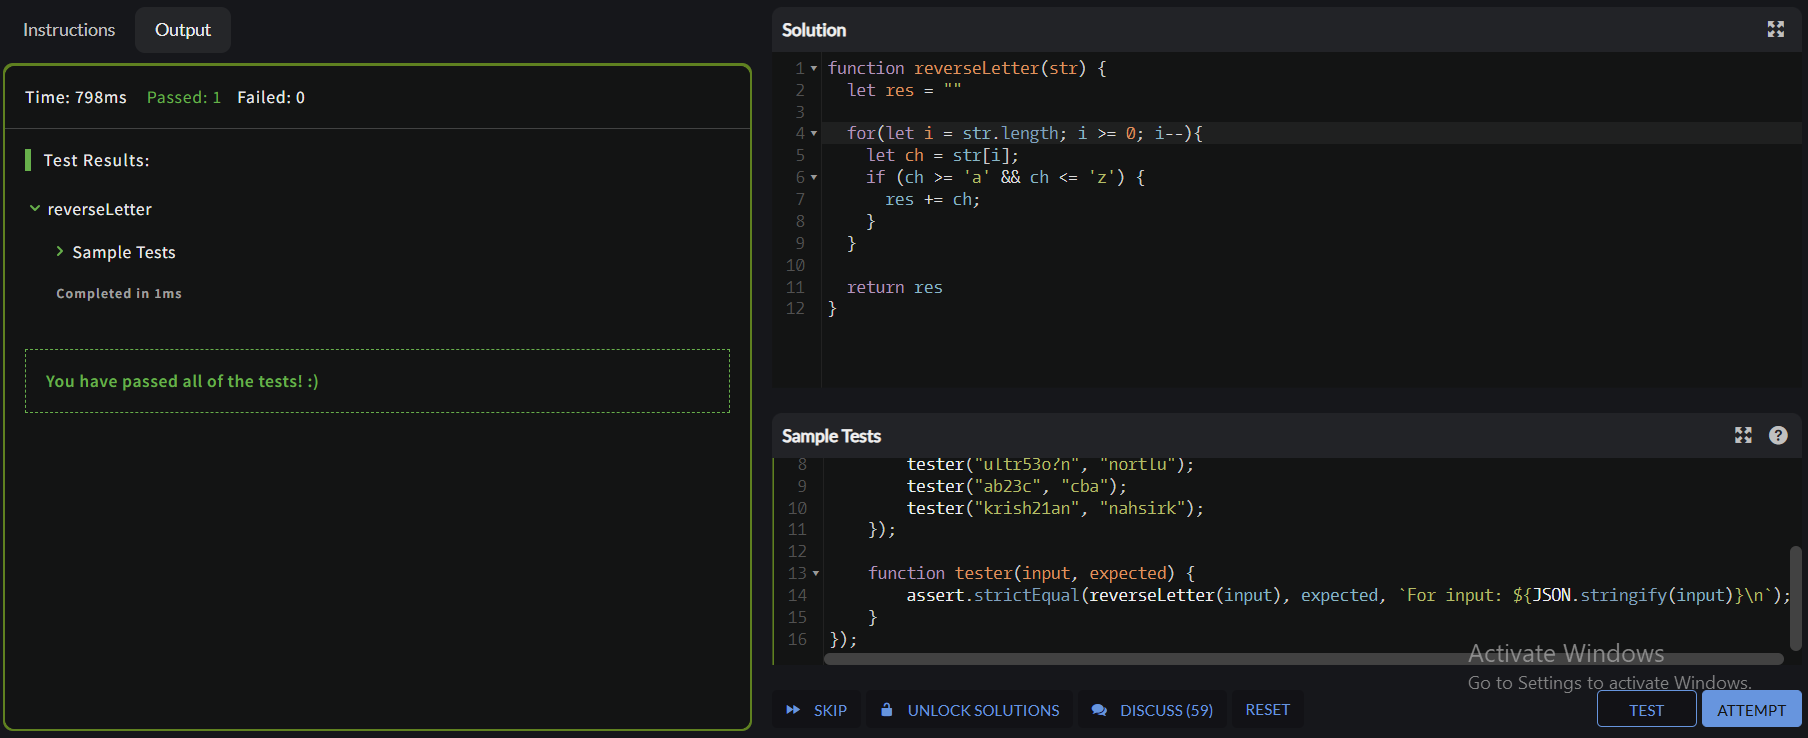 Instructions
Output
Time: 798ms Passed: 1 Failed: 0
Test Results:
reverseLetter
Sample Tests
Completed in 1ms
You have passed all of the tests! :)
Solution
1 function reverseLetter(str) {
2 let res = ""
3
4 for(let i = str.length; i >= 0; i--){
5 let ch = str[i];
6 if (ch >= 'a' && ch <= 'z') {
7 res += ch;
8 }
9 }
10
11 return res
12 }
Sample Tests
8 tester("ultr53o?n", "nortlu");
9 tester("ab23c", "cba");
10 tester("krish21an", "nahsirk");
11 });
12
13 function tester(input, expected) {
14 assert.strictEqual(reverseLetter(input), expected, `For input: ${JSON.stringify(input)}\n`);
15 }
16 });
Activate Windows
Go to Settings to activate Windows.
SKIP
UNLOCK SOLUTIONS
DISCUSS (59)
RESET
TEST
ATTEMPT